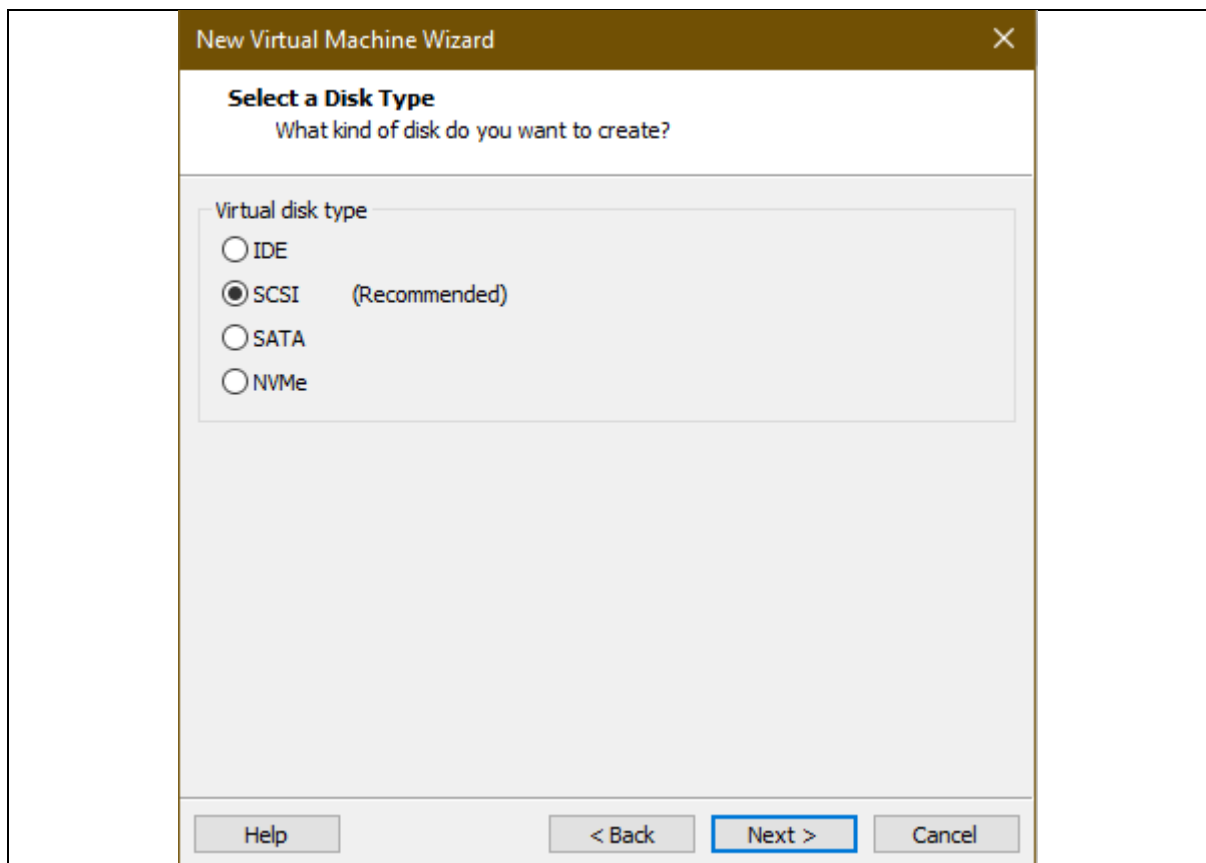 New Virtual Machine Wizard
Select a Disk Type
What kind of disk do you want to create?
Virtual disk type
IDE
SCSI (Recommended)
SATA
NVMe
Help < Back Next > Cancel